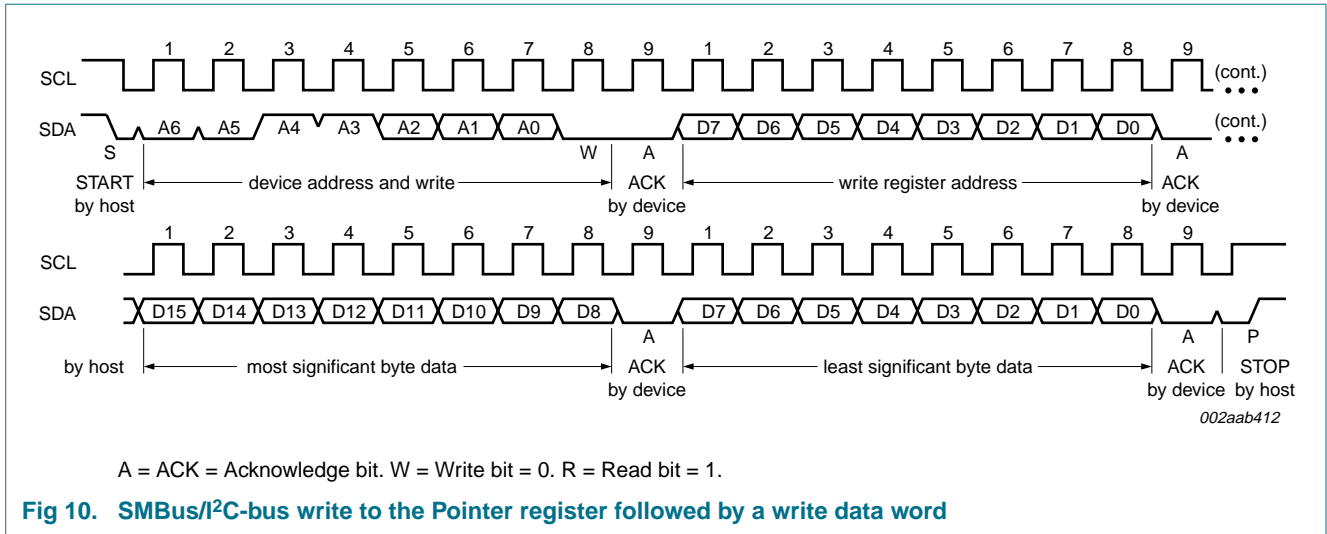 1 2 3 4 5 6 7 8 9 1 2 3 4 5 6 7 8 9
SCL (cont.)
SDA A6 A5 A4 A3 A2 A1 A0 D7 D6 D5 D4 D3 D2 D1 D0 (cont.)
S W A A
START device address and write ACK write register address ACK
by host by device by device
1 2 3 4 5 6 7 8 9 1 2 3 4 5 6 7 8 9
SCL
SDA D15 D14 D13 D12 D11 D10 D9 D8 D7 D6 D5 D4 D3 D2 D1 D0
A A P
by host most significant byte data ACK least significant byte data ACK STOP
by device by device by host
002aab412
A = ACK = Acknowledge bit. W = Write bit = 0. R = Read bit = 1.
Fig 10. SMBus/I²C-bus write to the Pointer register followed by a write data word